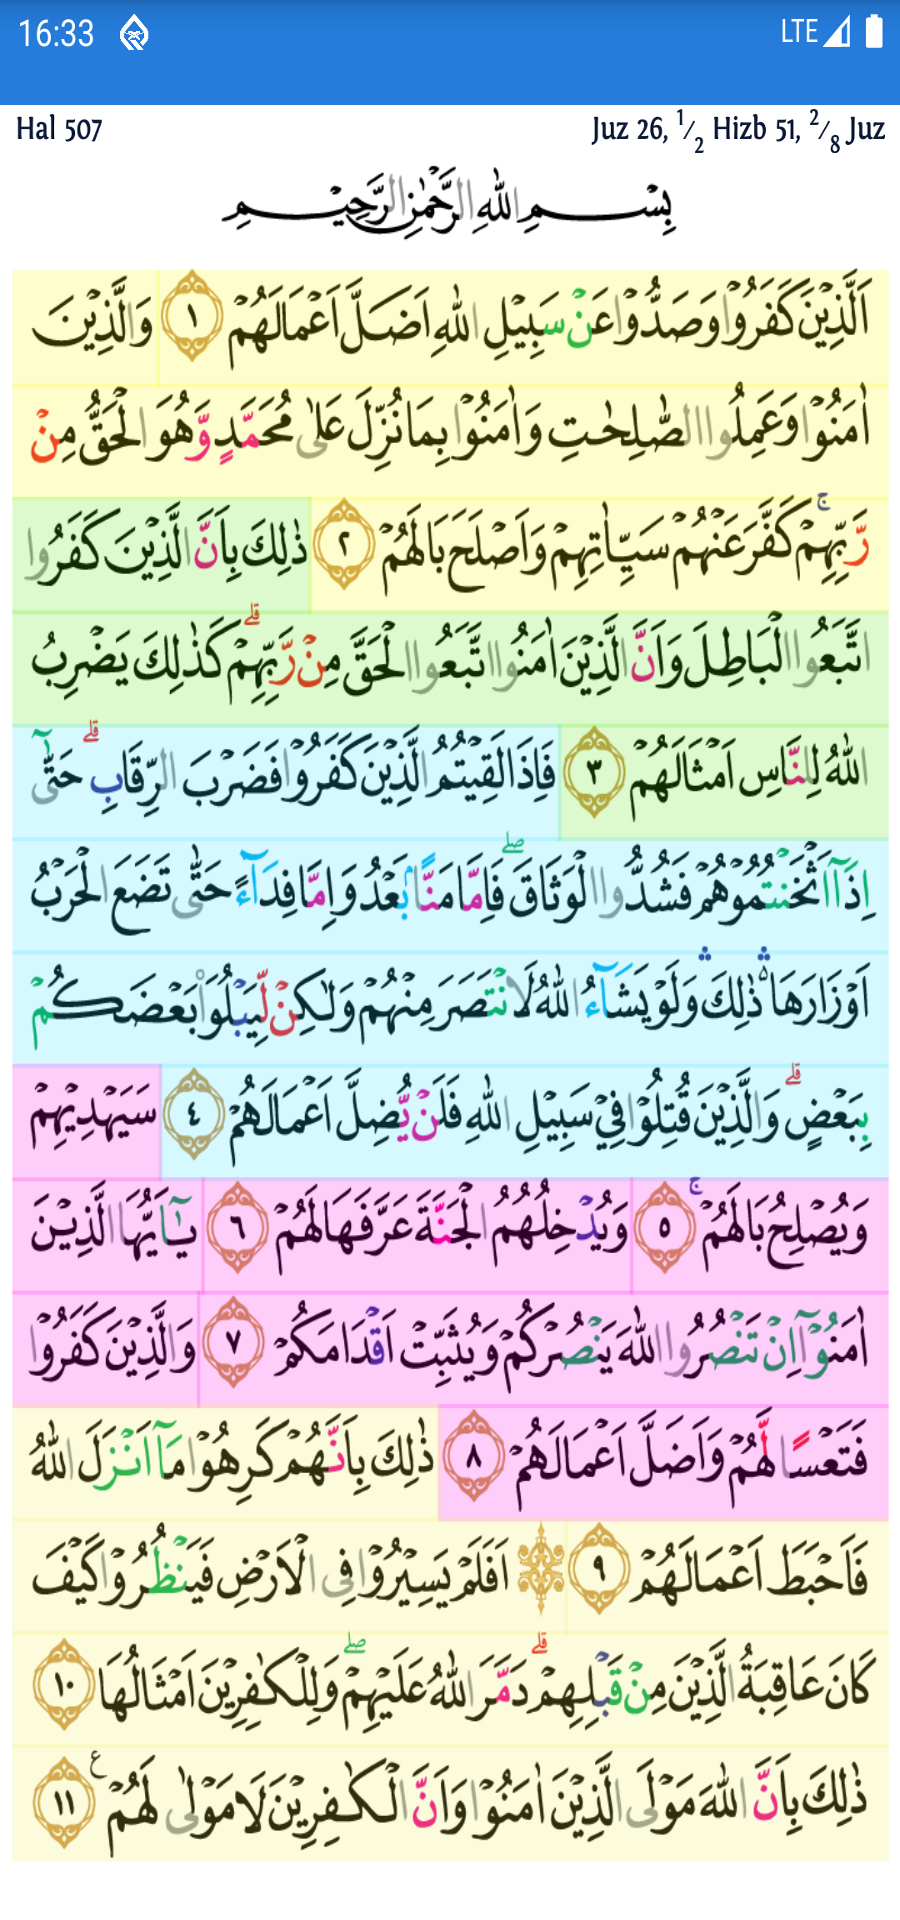 16:33 LTE
Hal 507 Juz 26, 1/2 Hizb 51, 2/8 Juz
بِسْمِ اللّٰهِ الرَّحْمٰنِ الرَّحِيْمِ
اَلَّذِيْنَ كَفَرُوْا وَصَدُّوْا عَنْ سَبِيْلِ اللّٰهِ اَضَلَّ اَعْمَالَهُمْ ١ وَالَّذِيْنَ
اٰمَنُوْا وَعَمِلُوا الصّٰلِحٰتِ وَاٰمَنُوْا بِمَا نُزِّلَ عَلٰى مُحَمَّدٍ وَّهُوَ الْحَقُّ مِنْ
رَّبِّهِمْۚ كَفَّرَ عَنْهُمْ سَيِّاٰتِهِمْ وَاَصْلَحَ بَالَهُمْ ٢ ذٰلِكَ بِاَنَّ الَّذِيْنَ كَفَرُوا
اتَّبَعُوا الْبَاطِلَ وَاَنَّ الَّذِيْنَ اٰمَنُوا اتَّبَعُوا الْحَقَّ مِنْ رَّبِّهِمْۗ كَذٰلِكَ يَضْرِبُ
اللّٰهُ لِلنَّاسِ اَمْثَالَهُمْ ٣ فَاِذَا لَقِيْتُمُ الَّذِيْنَ كَفَرُوْا فَضَرْبَ الرِّقَابِۗ حَتّٰٓى
اِذَآ اَثْخَنْتُمُوْهُمْ فَشُدُّوا الْوَثَاقَۖ فَاِمَّا مَنًّاۢ بَعْدُ وَاِمَّا فِدَاۤءً حَتّٰى تَضَعَ الْحَرْبُ
اَوْزَارَهَاۛ ذٰلِكَۛ وَلَوْ يَشَاۤءُ اللّٰهُ لَانْتَصَرَ مِنْهُمْ وَلٰكِنْ لِّيَبْلُوَا۟ بَعْضَكُمْ
بِبَعْضٍۗ وَالَّذِيْنَ قُتِلُوْا فِيْ سَبِيْلِ اللّٰهِ فَلَنْ يُّضِلَّ اَعْمَالَهُمْ ٤ سَيَهْدِيْهِمْ
وَيُصْلِحُ بَالَهُمْۚ ٥ وَيُدْخِلُهُمُ الْجَنَّةَ عَرَّفَهَا لَهُمْ ٦ يٰٓاَيُّهَا الَّذِيْنَ
اٰمَنُوْٓا اِنْ تَنْصُرُوا اللّٰهَ يَنْصُرْكُمْ وَيُثَبِّتْ اَقْدَامَكُمْ ٧ وَالَّذِيْنَ كَفَرُوْا
فَتَعْسًا لَّهُمْ وَاَضَلَّ اَعْمَالَهُمْ ٨ ذٰلِكَ بِاَنَّهُمْ كَرِهُوْا مَآ اَنْزَلَ اللّٰهُ
فَاَحْبَطَ اَعْمَالَهُمْ ٩ ۞ اَفَلَمْ يَسِيْرُوْا فِى الْاَرْضِ فَيَنْظُرُوْا كَيْفَ
كَانَ عَاقِبَةُ الَّذِيْنَ مِنْ قَبْلِهِمْۗ دَمَّرَ اللّٰهُ عَلَيْهِمْۖ وَلِلْكٰفِرِيْنَ اَمْثَالُهَا ١٠
ذٰلِكَ بِاَنَّ اللّٰهَ مَوْلَى الَّذِيْنَ اٰمَنُوْا وَاَنَّ الْكٰفِرِيْنَ لَا مَوْلٰى لَهُمْ ࣖ ١١